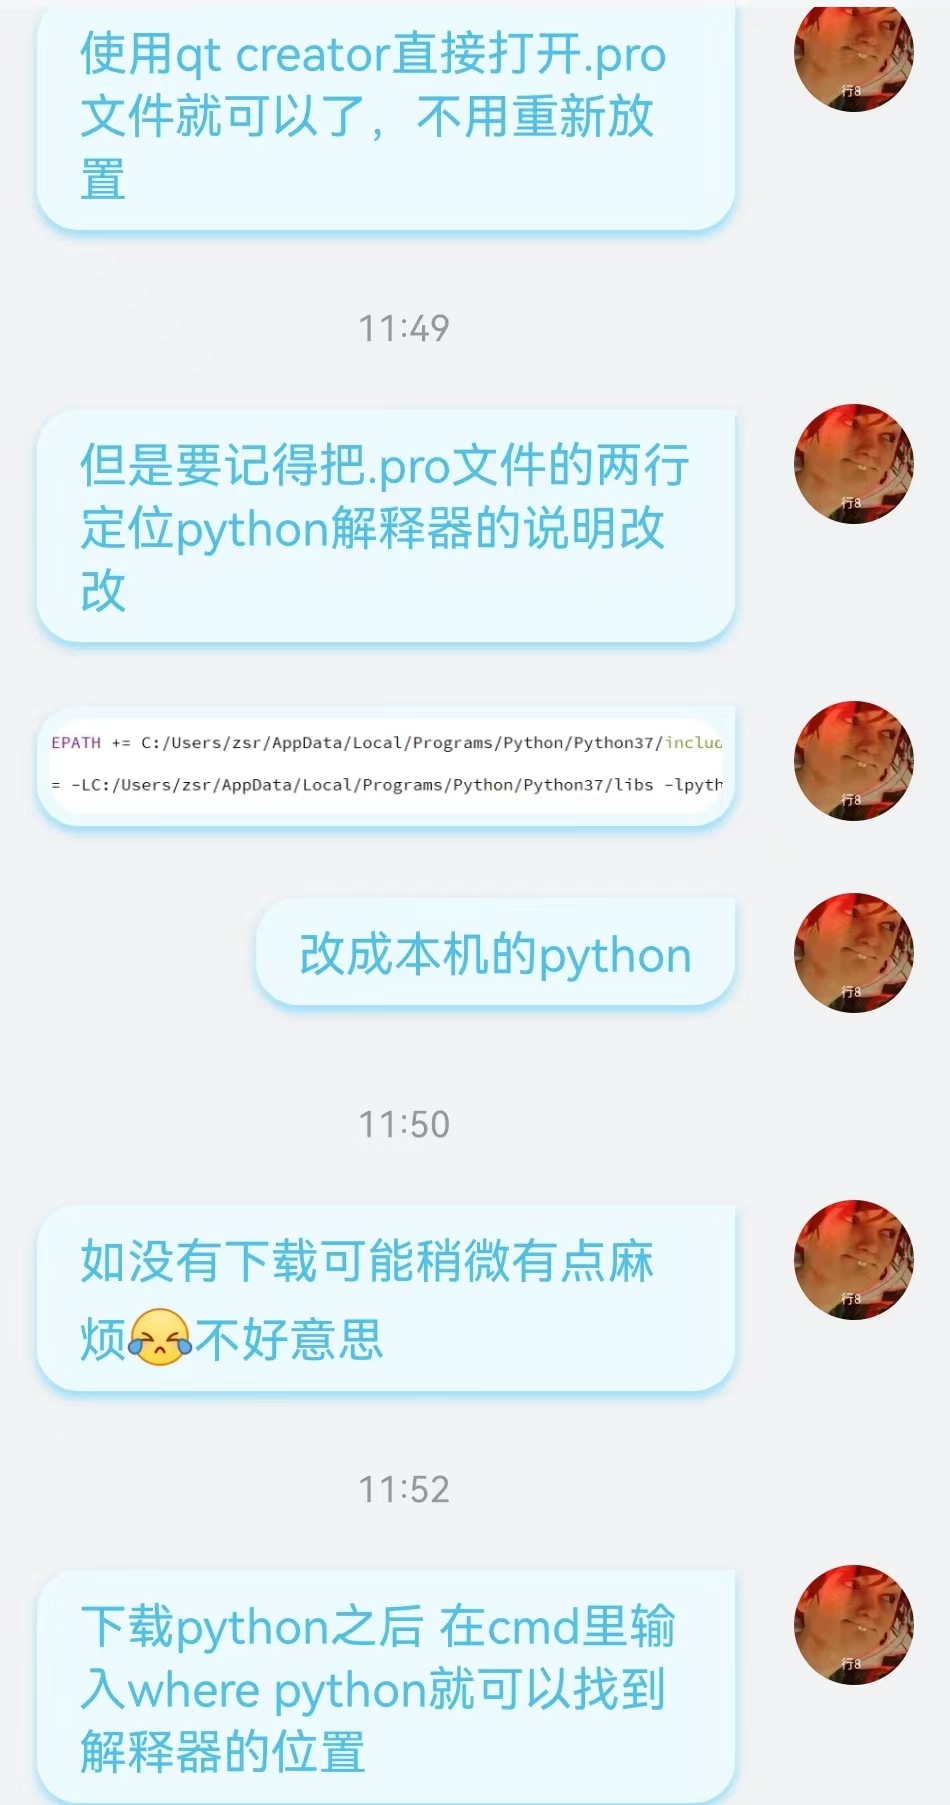 使用qt creator直接打开.pro
文件就可以了，不用重新放
置
行8
11:49
但是要记得把.pro文件的两行
定位python解释器的说明改
改
行8
EPATH += C:/Users/zsr/AppData/Local/Programs/Python/Python37/includ
= -LC:/Users/zsr/AppData/Local/Programs/Python/Python37/libs -lpyth
行8
改成本机的python
行8
11:50
如没有下载可能稍微有点麻
烦😹不好意思
行8
11:52
下载python之后 在cmd里输
入where python就可以找到
解释器的位置
行8